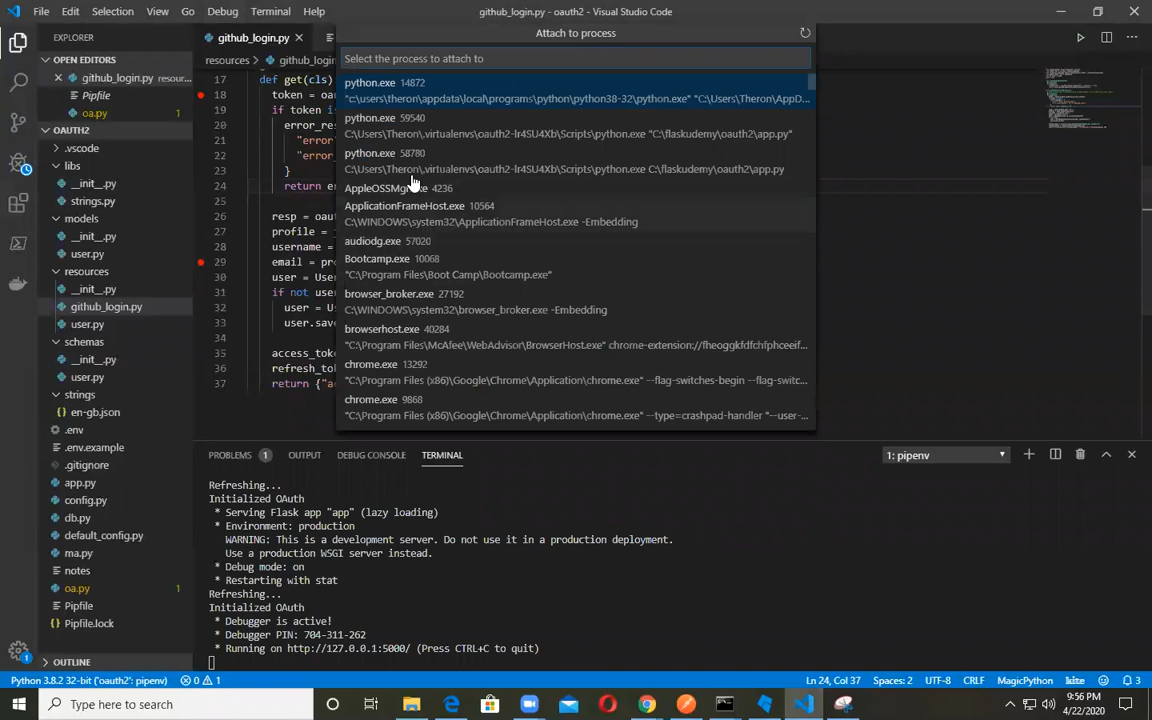 File Edit Selection View Go Debug Terminal Help
github_login.py - oauth2 - Visual Studio Code
EXPLORER
OPEN EDITORS
github_login.py resour...
Pipfile
oa.py 1
OAUTH2
.vscode
libs
__init__.py
strings.py
models
__init__.py
user.py
resources
__init__.py
github_login.py
user.py
schemas
__init__.py
user.py
strings
en-gb.json
.env
.env.example
.gitignore
app.py
config.py
db.py
default_config.py
ma.py
notes
oa.py 1
Pipfile
Pipfile.lock
OUTLINE
github_login.py
resources
17 def get(cls)
18 token = oa
19 if token i
20 error_res
21 "error
22 "error_
23 }
24 return er
25
26 resp = oau
27 profile =
28 username =
29 email = pr
30 user = Use
31 if not use
32 user = U
33 user.sav
34
35 access_tok
36 refresh_to
37 return {"a
Attach to process
Select the process to attach to
python.exe 14872
"c:\users\theron\appdata\local\programs\python\python38-32\python.exe" "C:\Users\Theron\AppD...
python.exe 59540
C:\Users\Theron\.virtualenvs\oauth2-lr4SU4Xb\Scripts\python.exe "C:\flaskudemy\oauth2\app.py"
python.exe 58780
C:\Users\Theron\.virtualenvs\oauth2-lr4SU4Xb\Scripts\python.exe C:\flaskudemy\oauth2\app.py
4236
ApplicationFrameHost.exe 10564
C:\WINDOWS\system32\ApplicationFrameHost.exe -Embedding
audiodg.exe 57020
Bootcamp.exe 10068
"C:\Program Files\Boot Camp\Bootcamp.exe"
browser_broker.exe 27192
C:\WINDOWS\system32\browser_broker.exe -Embedding
browserhost.exe 40284
"C:\Program Files\McAfee\WebAdvisor\BrowserHost.exe" chrome-extension://fheoggkfdfchfphceeif...
chrome.exe 13292
"C:\Program Files (x86)\Google\Chrome\Application\chrome.exe" --flag-switches-begin --flag-switc...
chrome.exe 9868
"C:\Program Files (x86)\Google\Chrome\Application\chrome.exe" --type=crashpad-handler "--user-...
PROBLEMS 1 OUTPUT DEBUG CONSOLE TERMINAL
1: pipenv
Refreshing...
Initialized OAuth
* Serving Flask app "app" (lazy loading)
* Environment: production
WARNING: This is a development server. Do not use it in a production deployment.
Use a production WSGI server instead.
* Debug mode: on
* Restarting with stat
Refreshing...
Initialized OAuth
* Debugger is active!
* Debugger PIN: 704-311-262
* Running on http://127.0.0.1:5000/ (Press CTRL+C to quit)
1
Python 3.8.2 32-bit ('oauth2': pipenv) 0 1
Ln 24, Col 37 Spaces: 2 UTF-8 CRLF MagicPython kite 3
Type here to search
9:56 PM
4/22/2020